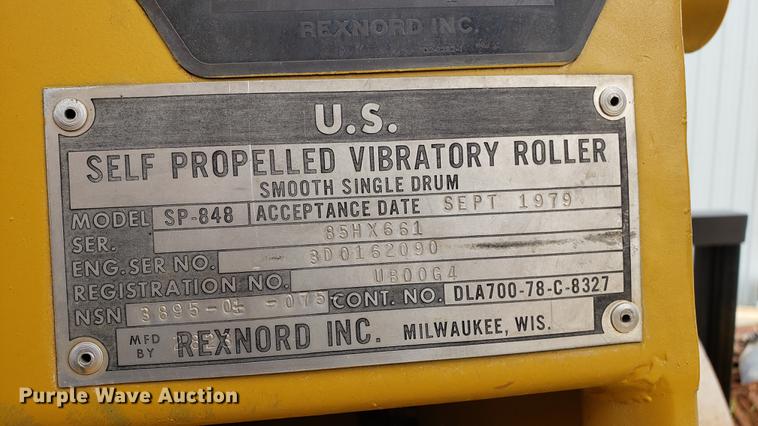 REXNORD INC.
U.S.
SELF PROPELLED VIBRATORY ROLLER
SMOOTH SINGLE DRUM
MODEL SP-848 ACCEPTANCE DATE SEPT 1979
SER. 85HX661
ENG. SER NO. 3D0162090
REGISTRATION NO. UB00G4
NSN CONT. NO. DLA700-78-C-8327
MFD BY REXNORD INC. MILWAUKEE, WIS.
Purple Wave Auction